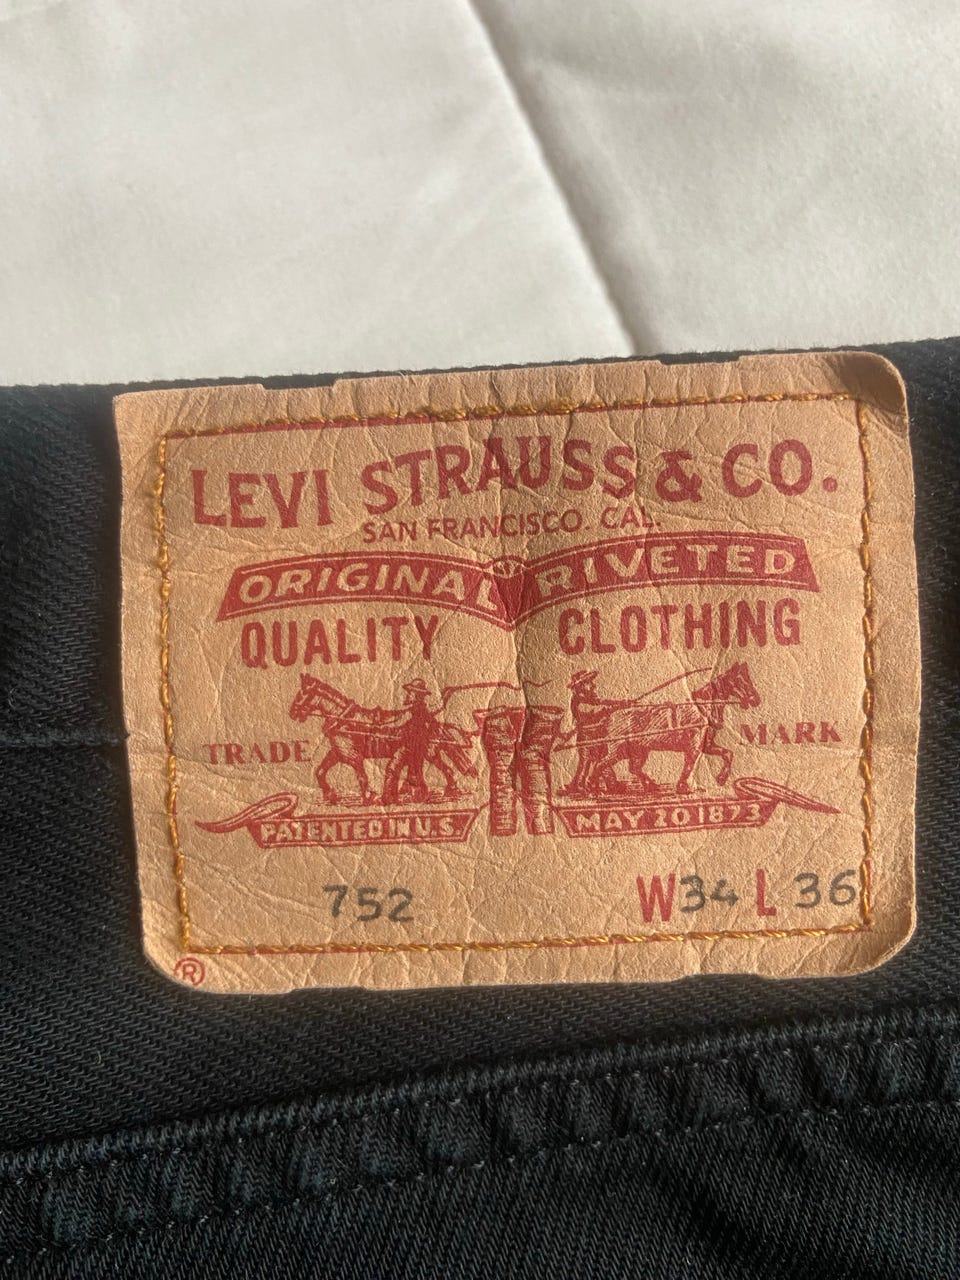 LEVI STRAUSS & CO.
SAN FRANCISCO. CAL.
ORIGINAL RIVETED
QUALITY CLOTHING
TRADE MARK
PATENTED IN U.S. MAY 20 1873
752 W34 L 36
®